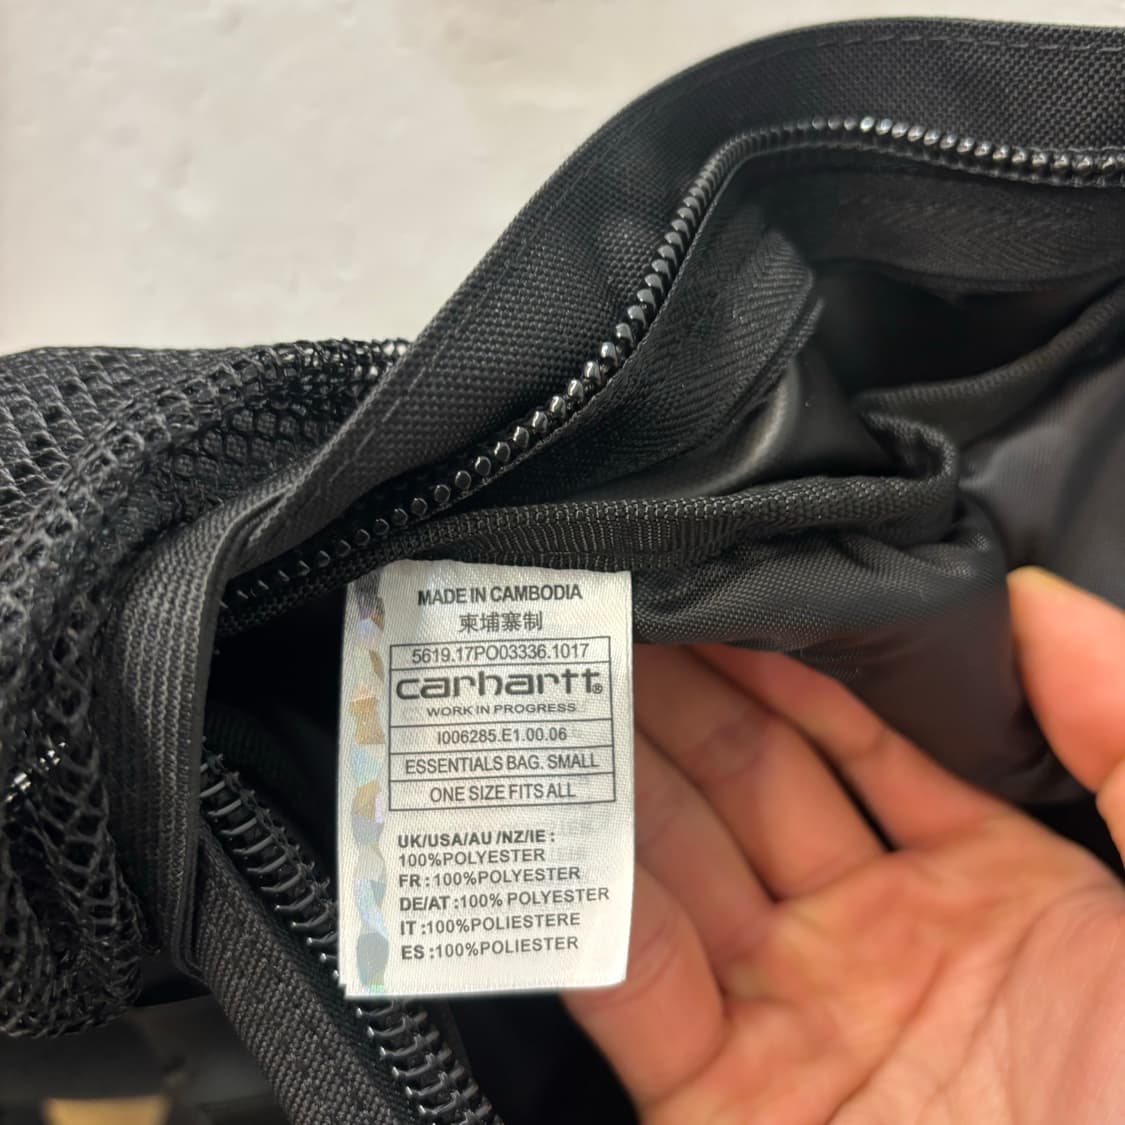 MADE IN CAMBODIA
柬埔寨制
5619.17PO03336.1017
carhartt®
WORK IN PROGRESS
I006285.E1.00.06
ESSENTIALS BAG. SMALL
ONE SIZE FITS ALL
UK/USA/AU /NZ/IE :
100%POLYESTER
FR :100%POLYESTER
DE/AT :100% POLYESTER
IT :100%POLIESTERE
ES :100%POLIESTER